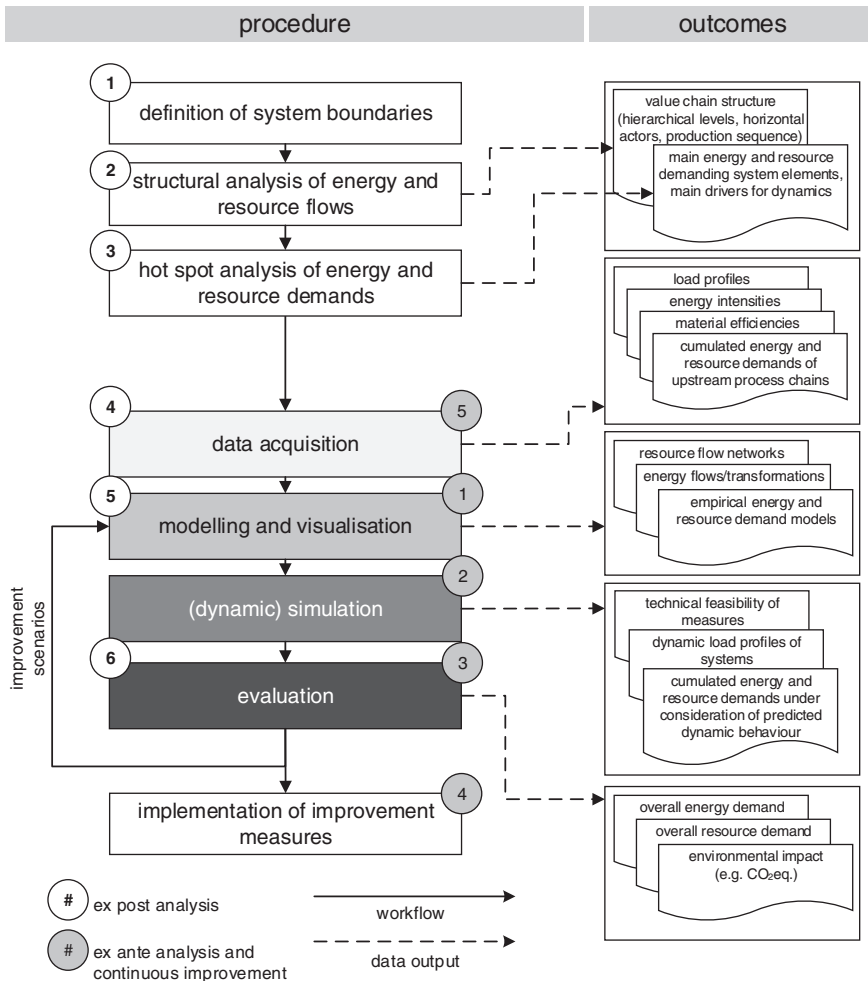 procedure
outcomes
1
definition of system boundaries
2
structural analysis of energy and
resource flows
3
hot spot analysis of energy and
resource demands
4
5
data acquisition
5
1
modelling and visualisation
2
(dynamic) simulation
6
3
evaluation
4
implementation of improvement
measures
improvement
scenarios
value chain structure
(hierarchical levels, horizontal
actors, production sequence)
main energy and resource
demanding system elements,
main drivers for dynamics
load profiles
energy intensities
material efficiencies
cumulated energy and
resource demands of
upstream process chains
resource flow networks
energy flows/transformations
empirical energy and
resource demand models
technical feasibility of
measures
dynamic load profiles of
systems
cumulated energy and
resource demands under
consideration of predicted
dynamic behaviour
overall energy demand
overall resource demand
environmental impact
(e.g. CO₂eq.)
# ex post analysis
# ex ante analysis and
continuous improvement
workflow
data output